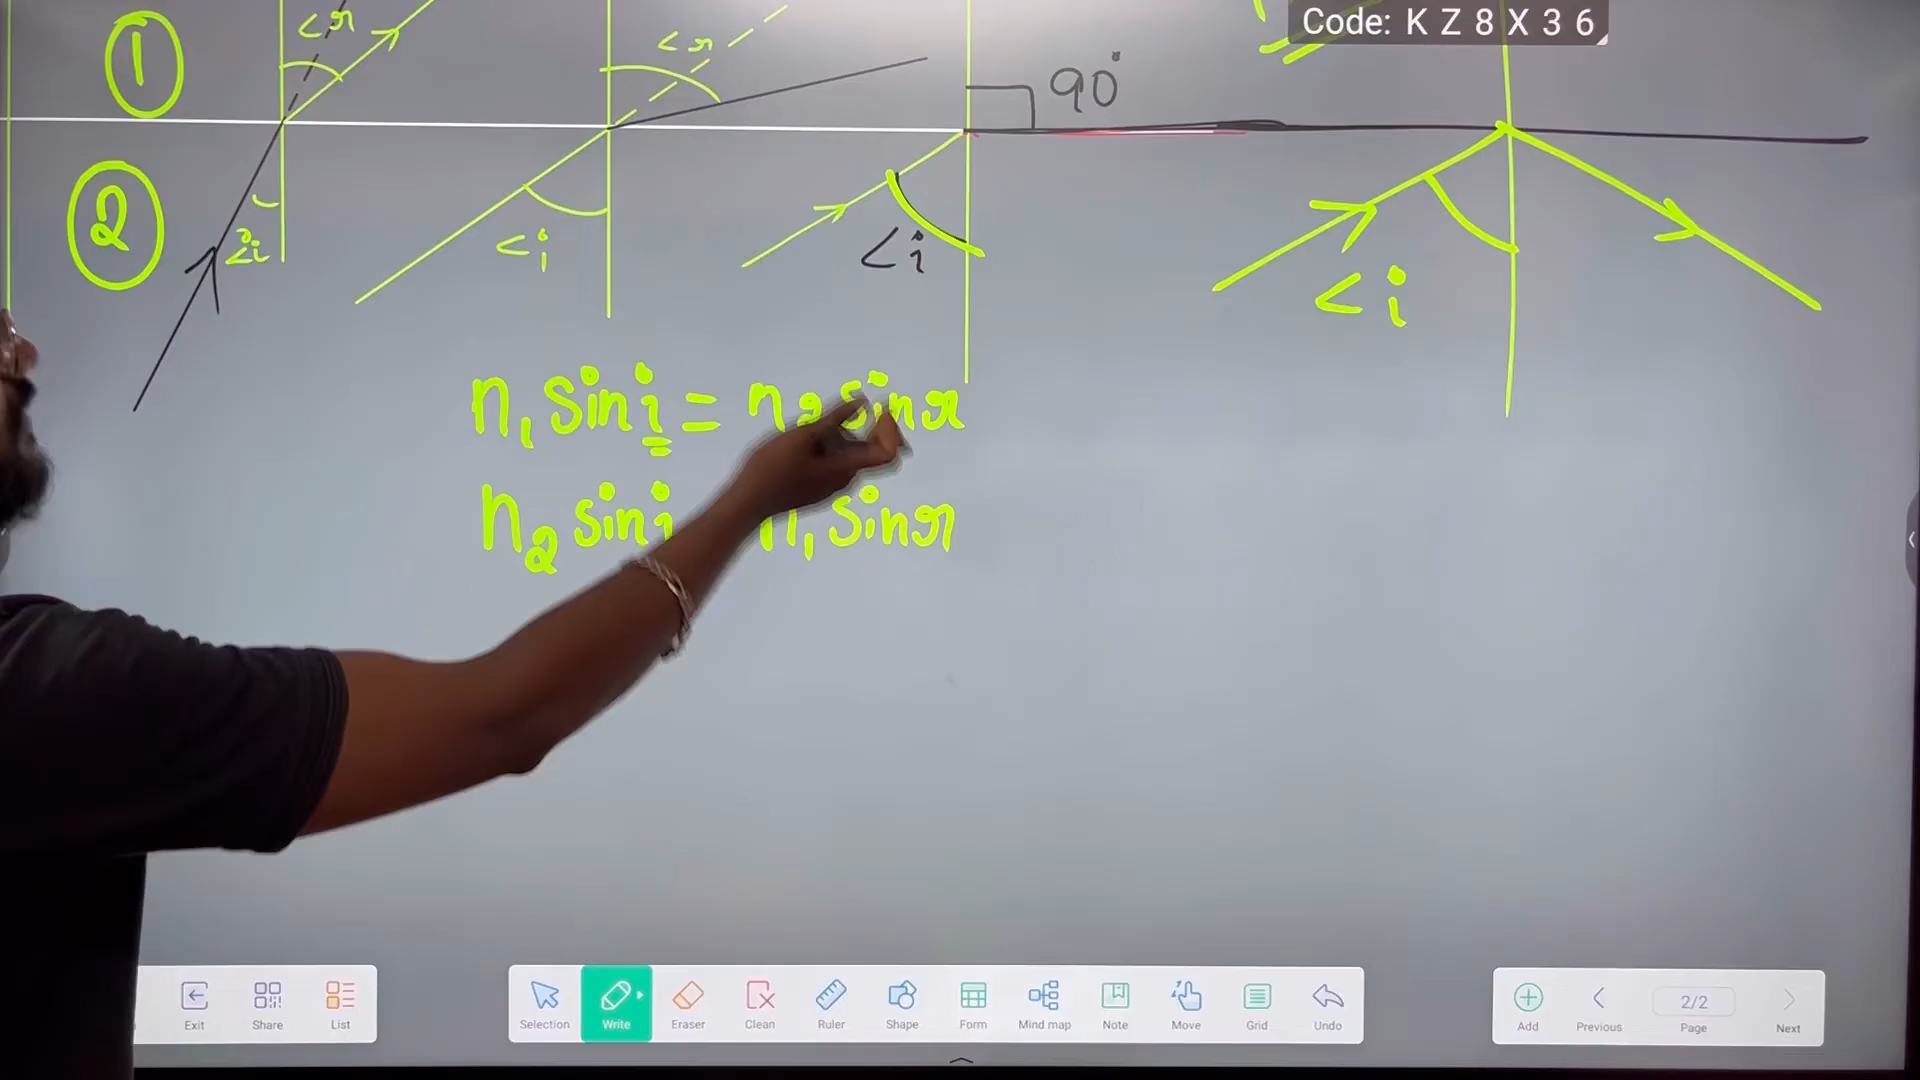 Code: K Z 8 X 3 6
1
<r
<r
90°
2
<i
<i
<i
<i
n₁ sin i = n₂ sin r
n₂ sin i n₁ sin r
Exit
Share
List
Selection
Write
Eraser
Clean
Ruler
Shape
Form
Mind map
Note
Move
Grid
Undo
Add
Previous
2/2
Page
Next